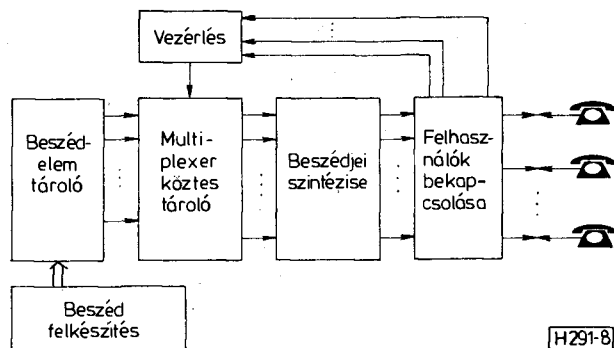 Vezérlés
Beszéd-
elem
tároló
Multi-
plexer
köztes
tároló
Beszédjel
szintézise
Felhasz-
nálók
bekap-
csolása
Beszéd
felkészítés
H291-8